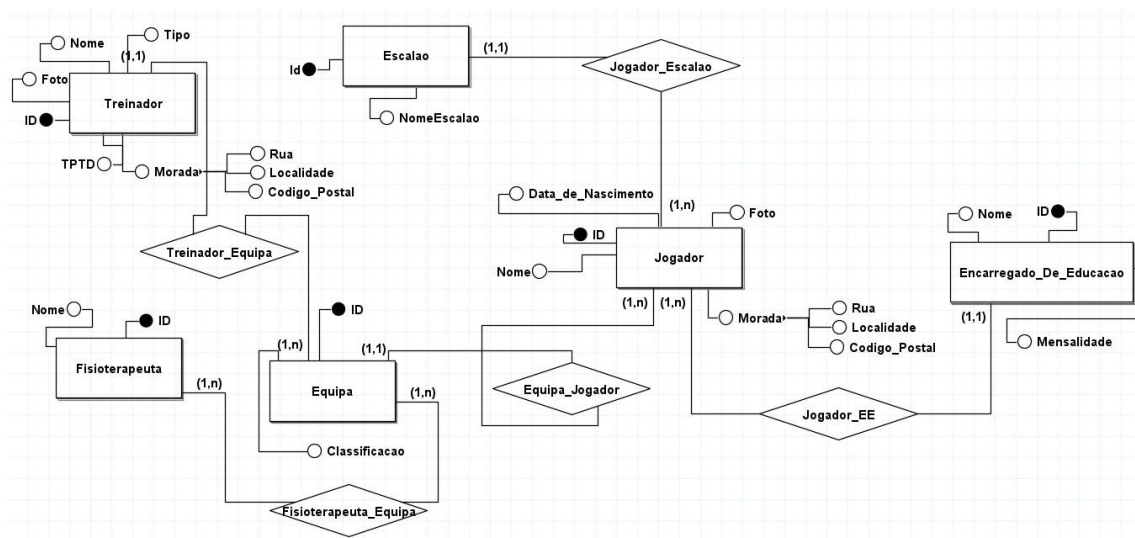 Nome
Tipo
(1,1)
Foto
Treinador
ID
TPTD
Morada
Rua
Localidade
Codigo_Postal
Escalao
(1,1)
Id
NomeEscalao
Jogador_Escalao
Data_de_Nascimento
(1,n)
Foto
ID
Nome
Jogador
Nome
ID
Encarregado_De_Educacao
(1,1)
Mensalidade
(1,n)
(1,n)
Morada
Rua
Localidade
Codigo_Postal
Treinador_Equipa
Nome
ID
Fisioterapeuta
(1,n)
ID
(1,n)
(1,1)
Equipa
(1,n)
Classificacao
Equipa_Jogador
Jogador_EE
Fisioterapeuta_Equipa